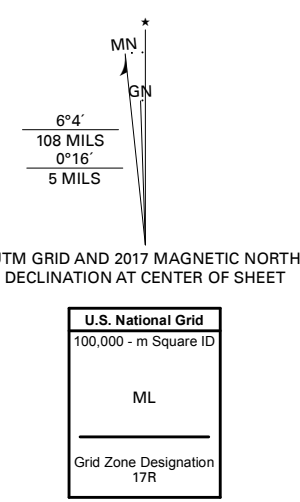 ★
MN
GN
6°4´
108 MILS
0°16´
5 MILS
UTM GRID AND 2017 MAGNETIC NORTH
DECLINATION AT CENTER OF SHEET
U.S. National Grid
100,000 - m Square ID
ML
Grid Zone Designation
17R